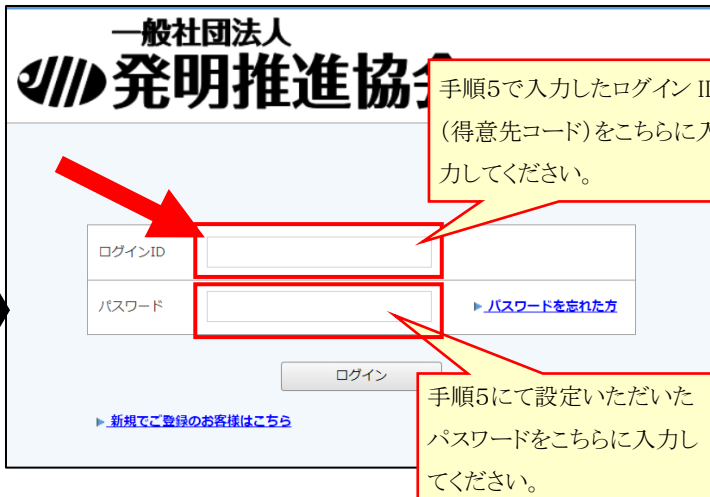 一般社団法人
発明推進協会
手順5で入力したログイン ID
(得意先コード)をこちらに入
力してください。
ログインID
パスワード
パスワードを忘れた方
ログイン
新規でご登録のお客様はこちら
手順5にて設定いただいた
パスワードをこちらに入力し
てください。